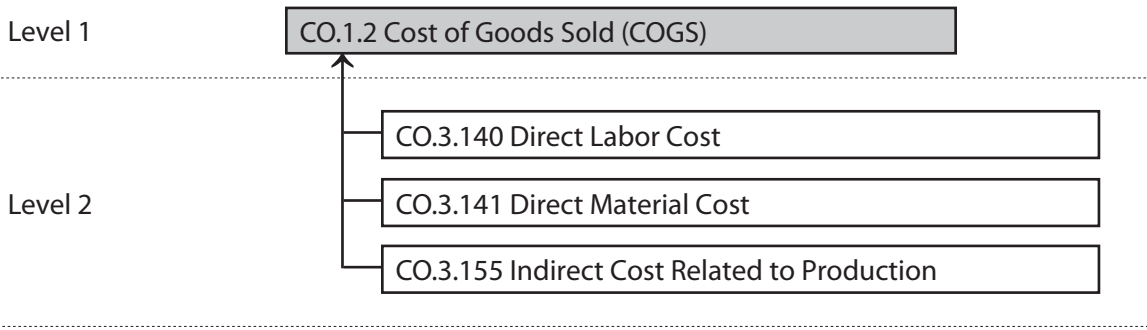 Level 1
CO.1.2 Cost of Goods Sold (COGS)
CO.3.140 Direct Labor Cost
Level 2
CO.3.141 Direct Material Cost
CO.3.155 Indirect Cost Related to Production